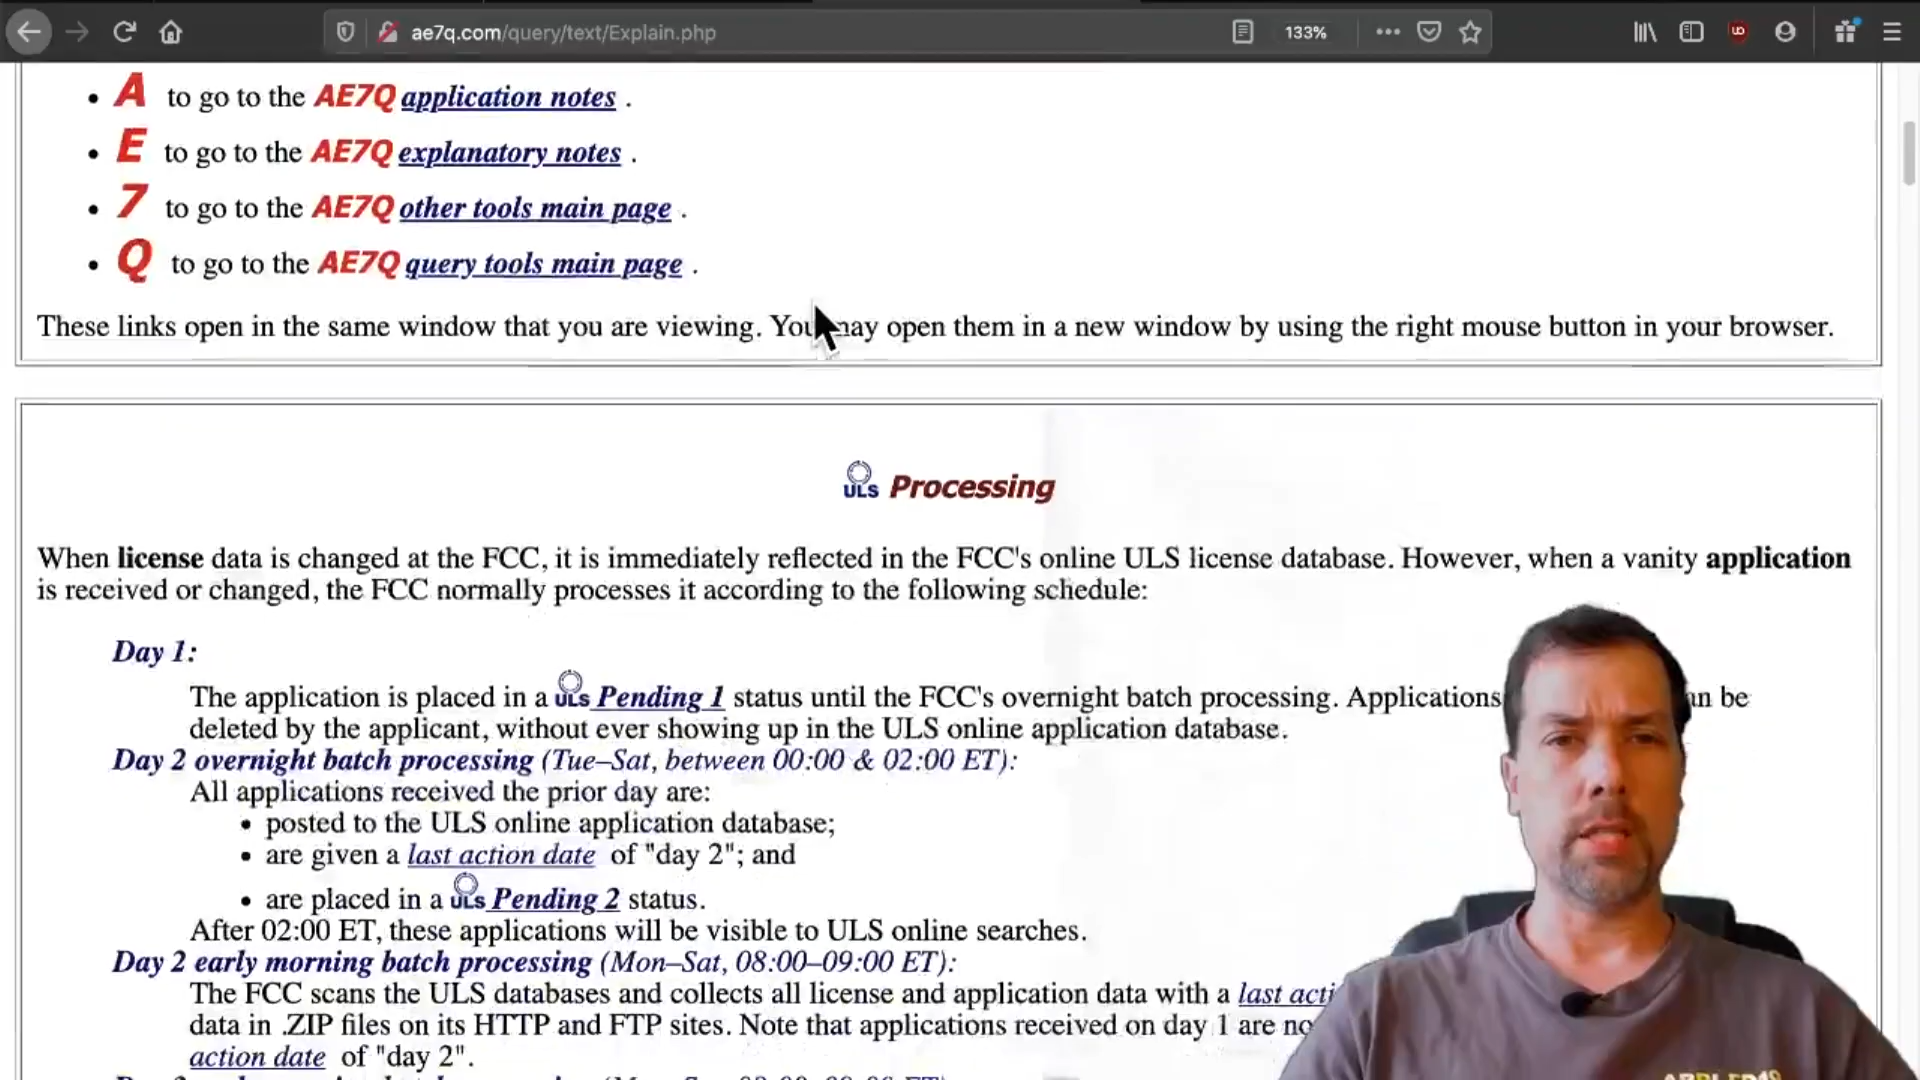 ae7q.com/query/text/Explain.php
133%
• A to go to the AE7Q application notes .
• E to go to the AE7Q explanatory notes .
• 7 to go to the AE7Q other tools main page .
• Q to go to the AE7Q query tools main page .
These links open in the same window that you are viewing. You may open them in a new window by using the right mouse button in your browser.
ULS Processing
When license data is changed at the FCC, it is immediately reflected in the FCC's online ULS license database. However, when a vanity application
is received or changed, the FCC normally processes it according to the following schedule:
Day 1:
The application is placed in a ULS Pending 1 status until the FCC's overnight batch processing. Applications an be
deleted by the applicant, without ever showing up in the ULS online application database.
Day 2 overnight batch processing (Tue–Sat, between 00:00 & 02:00 ET):
All applications received the prior day are:
• posted to the ULS online application database;
• are given a last action date of "day 2"; and
• are placed in a ULS Pending 2 status.
After 02:00 ET, these applications will be visible to ULS online searches.
Day 2 early morning batch processing (Mon–Sat, 08:00–09:00 ET):
The FCC scans the ULS databases and collects all license and application data with a last acti
data in .ZIP files on its HTTP and FTP sites. Note that applications received on day 1 are no
action date of "day 2".